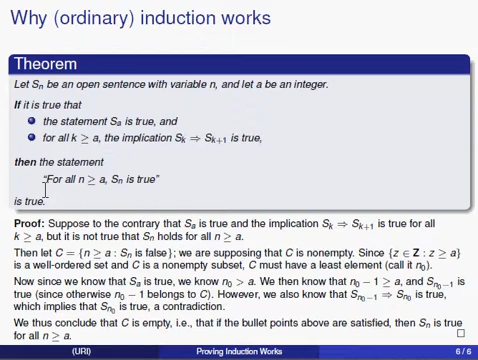 Why (ordinary) induction works
Theorem
Let Sₙ be an open sentence with variable n, and let a be an integer.
If it is true that
the statement Sₐ is true, and
for all k ≥ a, the implication Sₖ ⇒ Sₖ₊₁ is true,
then the statement
“For all n ≥ a, Sₙ is true”
is true.
Proof: Suppose to the contrary that Sₐ is true and the implication Sₖ ⇒ Sₖ₊₁ is true for all
k ≥ a, but it is not true that Sₙ holds for all n ≥ a.
Then let C = {n ≥ a : Sₙ is false}; we are supposing that C is nonempty. Since {z ∈ Z : z ≥ a}
is a well-ordered set and C is a nonempty subset, C must have a least element (call it n₀).
Now since we know that Sₐ is true, we know n₀ > a. We then know that n₀ − 1 ≥ a, and Sₙ₀₋₁ is
true (since otherwise n₀ − 1 belongs to C). However, we also know that Sₙ₀₋₁ ⇒ Sₙ₀ is true,
which implies that Sₙ₀ is true, a contradiction.
We thus conclude that C is empty, i.e., that if the bullet points above are satisfied, then Sₙ is true
for all n ≥ a. □
(URI) Proving Induction Works 6 / 6